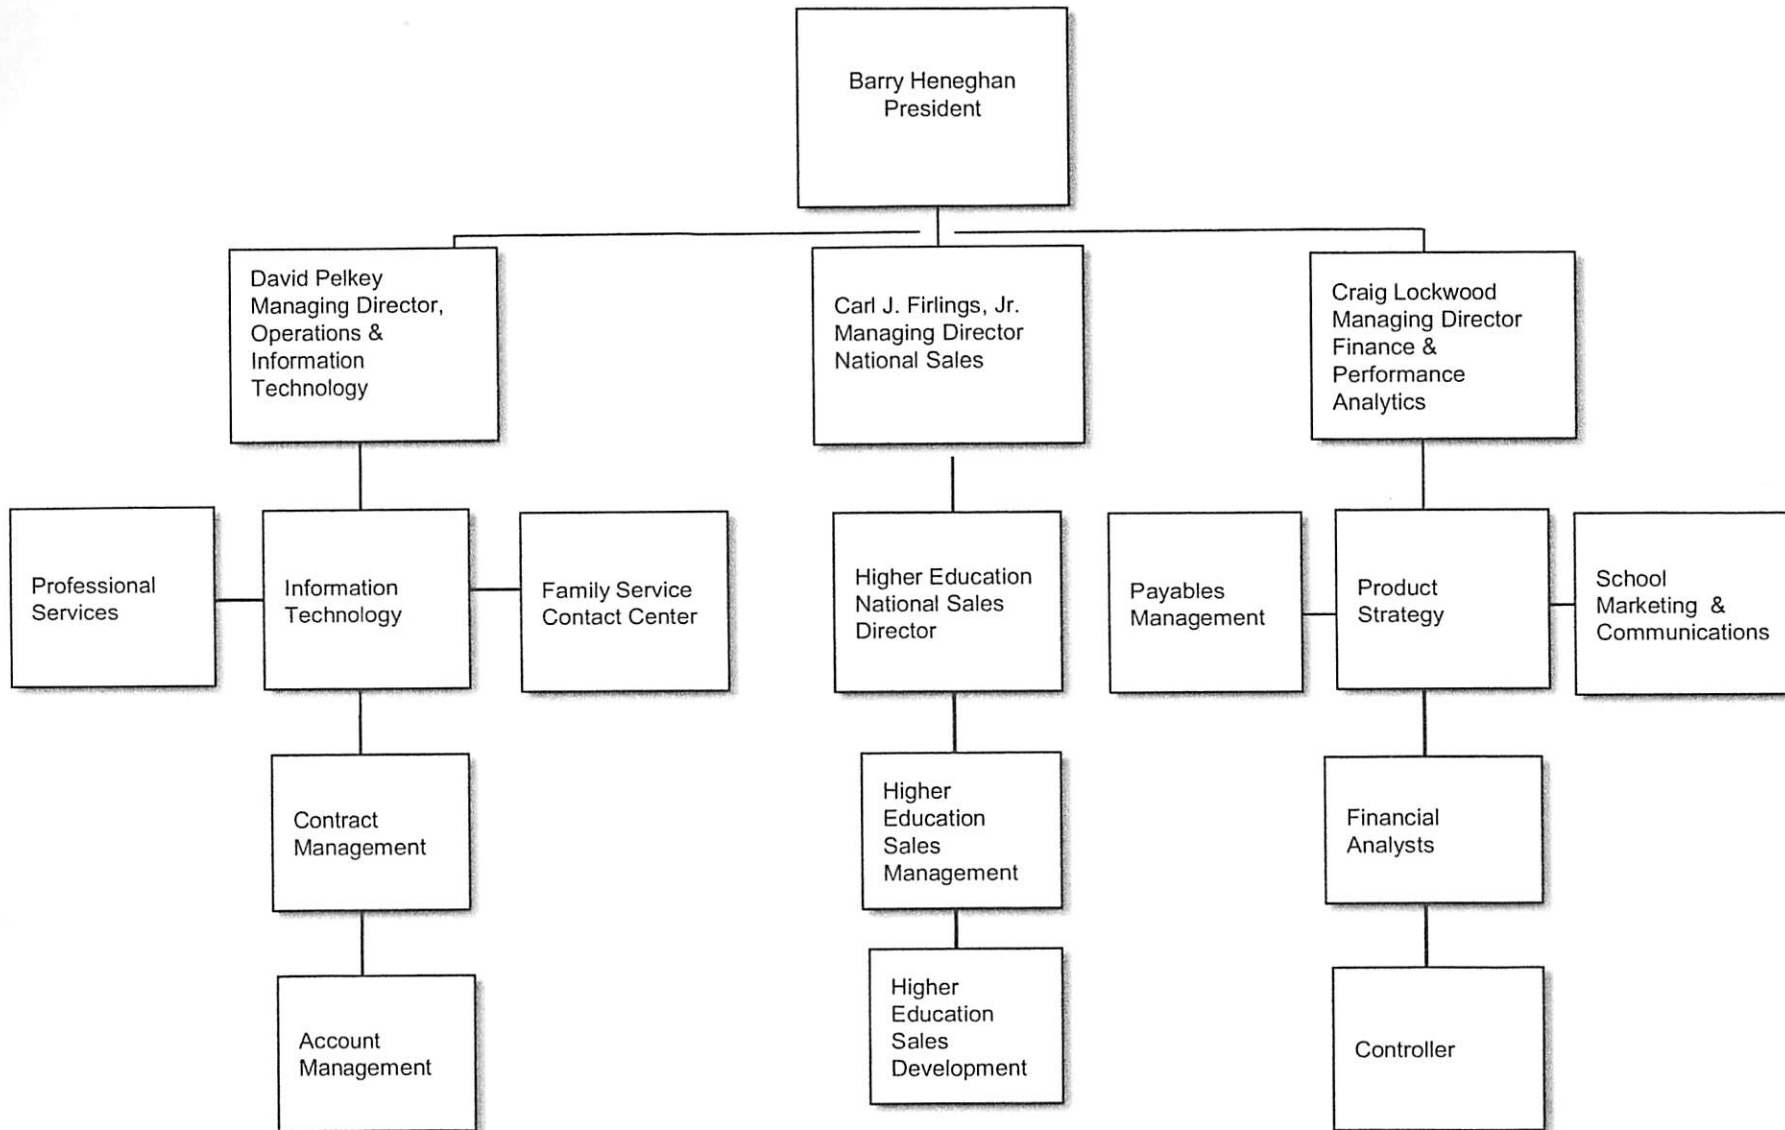 Barry Heneghan
President
David Pelkey
Managing Director,
Operations &
Information
Technology
Carl J. Firlings, Jr.
Managing Director
National Sales
Craig Lockwood
Managing Director
Finance &
Performance
Analytics
Professional
Services
Information
Technology
Family Service
Contact Center
Higher Education
National Sales
Director
Payables
Management
Product
Strategy
School
Marketing &
Communications
Contract
Management
Higher
Education
Sales
Management
Financial
Analysts
Account
Management
Higher
Education
Sales
Development
Controller